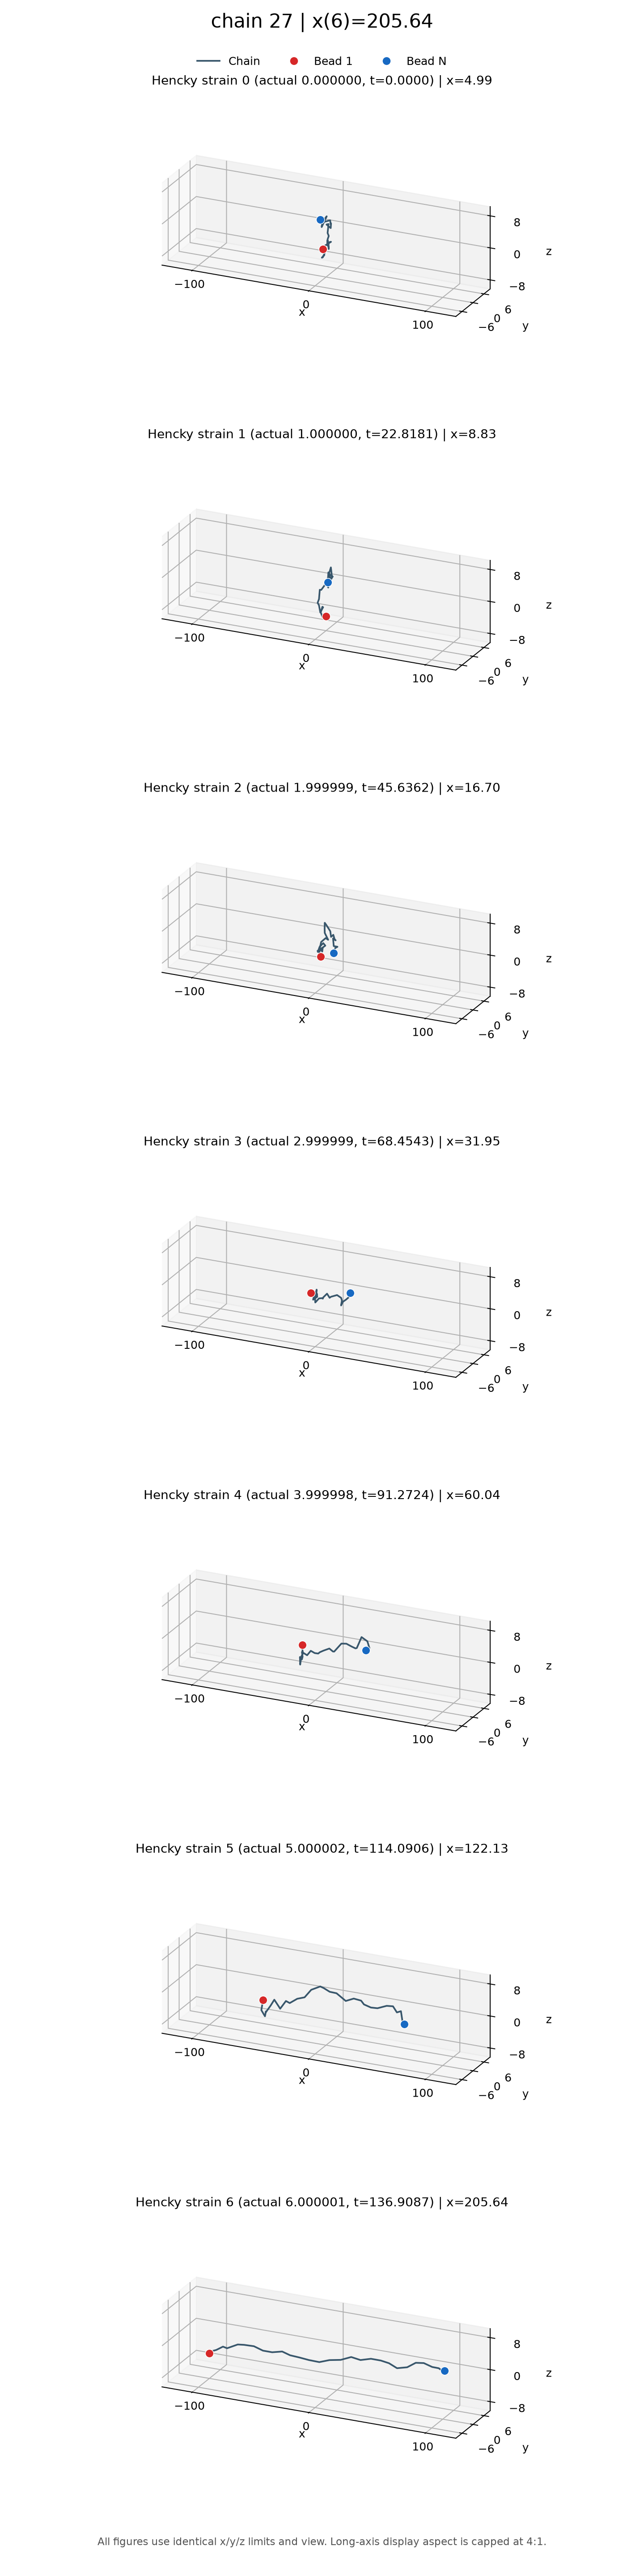 chain 27 | x(6)=205.64
Chain Bead 1 Bead N
Hencky strain 0 (actual 0.000000, t=0.0000) | x=4.99
8
0
−8
z
−100
0
100
x
−6
0
6
y
Hencky strain 1 (actual 1.000000, t=22.8181) | x=8.83
8
0
−8
z
−100
0
100
x
−6
0
6
y
Hencky strain 2 (actual 1.999999, t=45.6362) | x=16.70
8
0
−8
z
−100
0
100
x
−6
0
6
y
Hencky strain 3 (actual 2.999999, t=68.4543) | x=31.95
8
0
−8
z
−100
0
100
x
−6
0
6
y
Hencky strain 4 (actual 3.999998, t=91.2724) | x=60.04
8
0
−8
z
−100
0
100
x
−6
0
6
y
Hencky strain 5 (actual 5.000002, t=114.0906) | x=122.13
8
0
−8
z
−100
0
100
x
−6
0
6
y
Hencky strain 6 (actual 6.000001, t=136.9087) | x=205.64
8
0
−8
z
−100
0
100
x
−6
0
6
y
All figures use identical x/y/z limits and view. Long-axis display aspect is capped at 4:1.